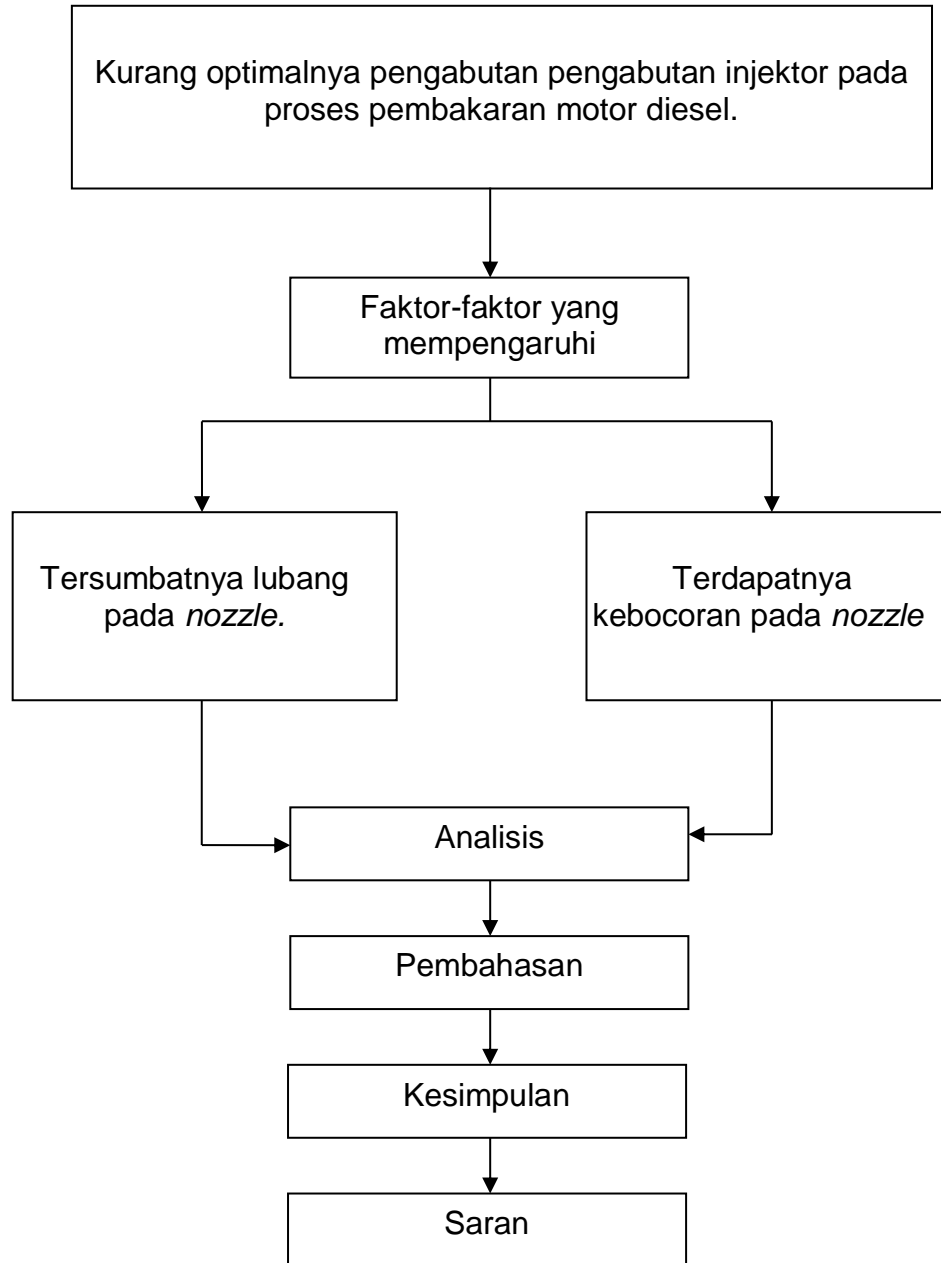 Kurang optimalnya pengabutan pengabutan injektor pada
proses pembakaran motor diesel.
Faktor-faktor yang
mempengaruhi
Tersumbatnya lubang
pada nozzle.
Terdapatnya
kebocoran pada nozzle
Analisis
Pembahasan
Kesimpulan
Saran